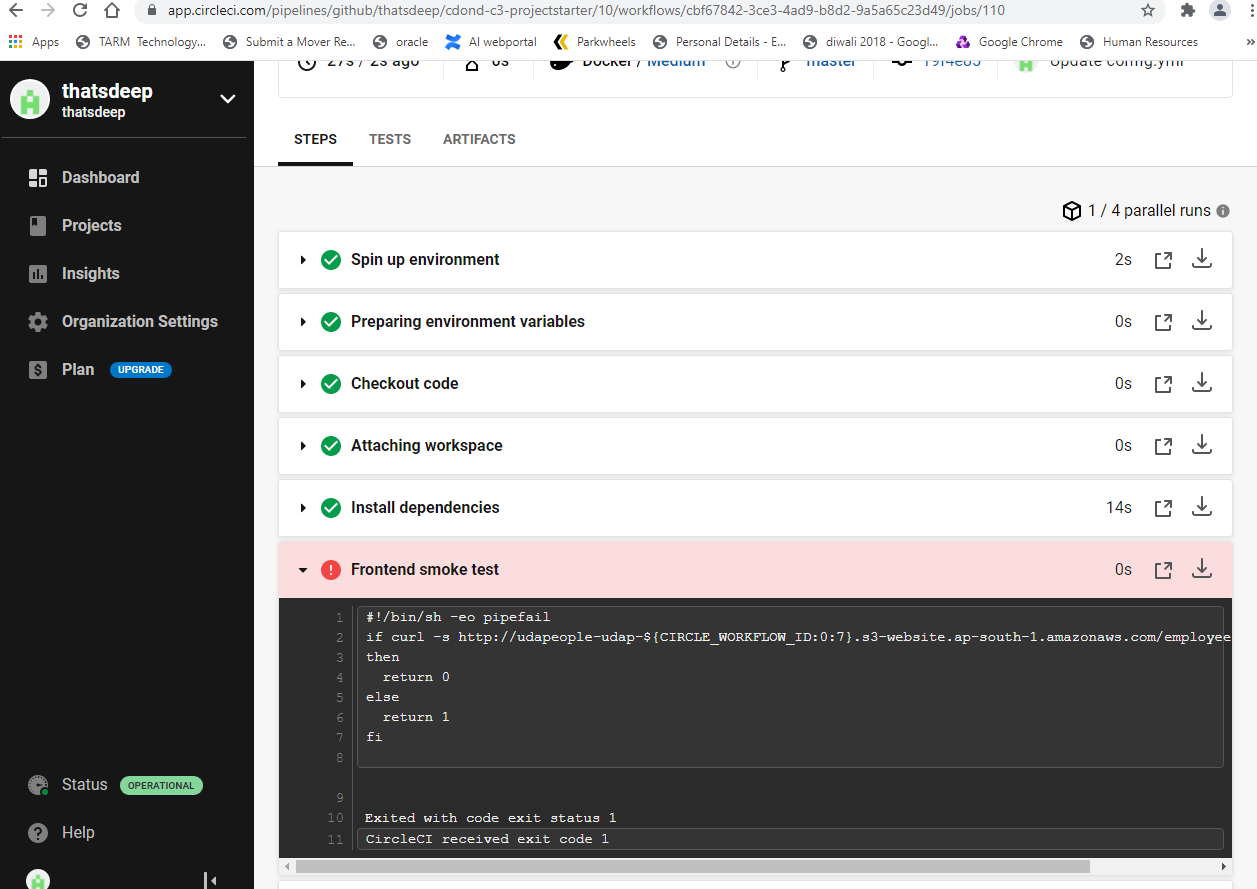 app.circleci.com/pipelines/github/thatsdeep/cdond-c3-projectstarter/10/workflows/cbf67842-3ce3-4ad9-b8d2-9a5a65c23d49/jobs/110
Apps TARM Technology... Submit a Mover Re... oracle AI webportal Parkwheels Personal Details - E... diwali 2018 - Googl... Google Chrome Human Resources »
27s / 2s ago 0s Docker / Medium master 19f4e85 Update config.yml
thatsdeep
thatsdeep
STEPS TESTS ARTIFACTS
Dashboard
Projects
Insights
Organization Settings
Plan UPGRADE
1 / 4 parallel runs
Spin up environment 2s
Preparing environment variables 0s
Checkout code 0s
Attaching workspace 0s
Install dependencies 14s
Frontend smoke test 0s
1 #!/bin/sh -eo pipefail
2 if curl -s http://udapeople-udap-${CIRCLE_WORKFLOW_ID:0:7}.s3-website.ap-south-1.amazonaws.com/employee
3 then
4 return 0
5 else
6 return 1
7 fi
8
9
10 Exited with code exit status 1
11 CircleCI received exit code 1
Status OPERATIONAL
Help